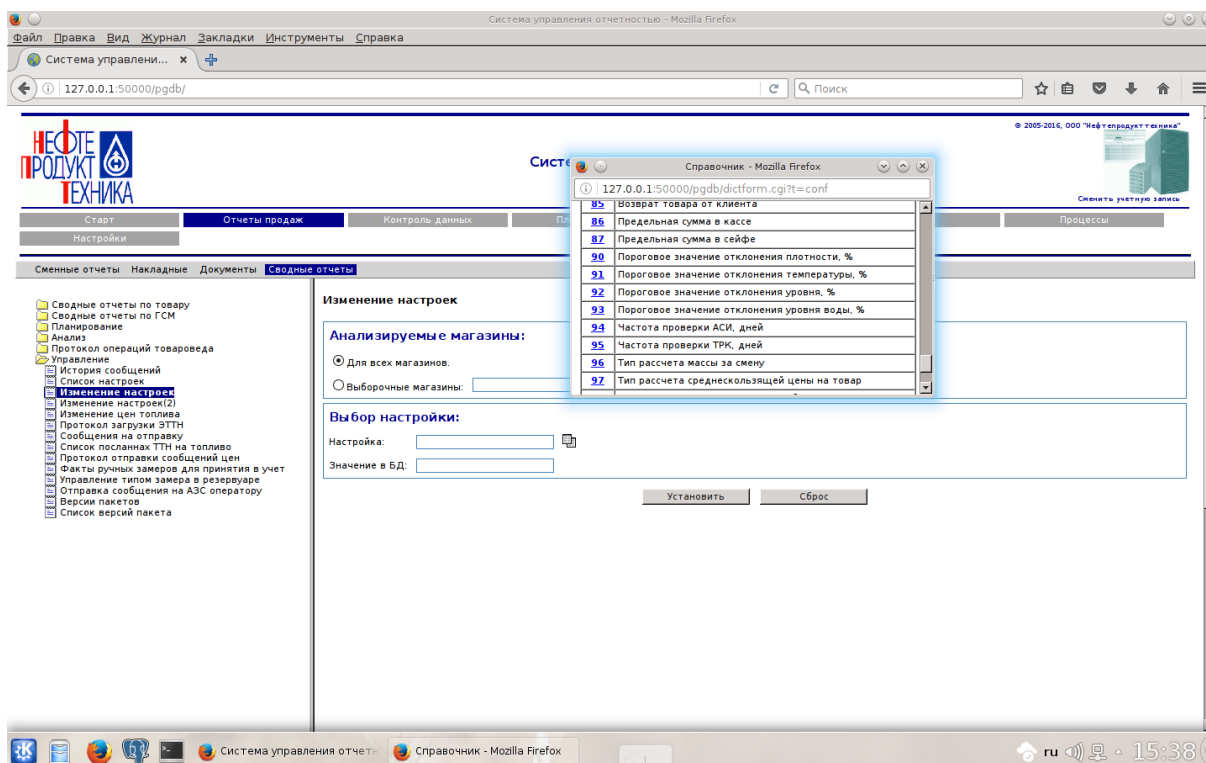 Система управления отчетностью - Mozilla Firefox
Файл Правка Вид Журнал Закладки Инструменты Справка
Система управлени...
127.0.0.1:50000/pgdb/
Поиск
НЕФТЕ
ПРОДУКТ
ТЕХНИКА
© 2005-2016, ООО "Нефтепродукттехника"
Сменить учетную запись
Старт Отчеты продаж Контроль данных Процессы
Настройки
Сменные отчеты Накладные Документы Сводные отчеты
Сводные отчеты по товару
Сводные отчеты по ГСМ
Планирование
Анализ
Протокол операций товароведа
Управление
История сообщений
Список настроек
Изменение настроек
Изменение настроек(2)
Изменение цен топлива
Протокол загрузки ЭТТН
Сообщения на отправку
Список посланнах ТТН на топливо
Протокол отправки сообщений цен
Факты ручных замеров для принятия в учет
Управление типом замера в резервуаре
Отправка сообщения на АЗС оператору
Версии пакетов
Список версий пакета
Изменение настроек
Анализируемые магазины:
Для всех магазинов.
Выборочные магазины:
Выбор настройки:
Настройка:
Значение в БД:
Установить Сброс
Справочник - Mozilla Firefox
127.0.0.1:50000/pgdb/dictform.cgi?t=conf
85 Возврат товара от клиента
86 Предельная сумма в кассе
87 Предельная сумма в сейфе
90 Пороговое значение отклонения плотности, %
91 Пороговое значение отклонения температуры, %
92 Пороговое значение отклонения уровня, %
93 Пороговое значение отклонения уровня воды, %
94 Частота проверки АСИ, дней
95 Частота проверки ТРК, дней
96 Тип рассчета массы за смену
97 Тип рассчета среднескользящей цены на товар
Система управления отчетн
Справочник - Mozilla Firefox
1
ru
15:38